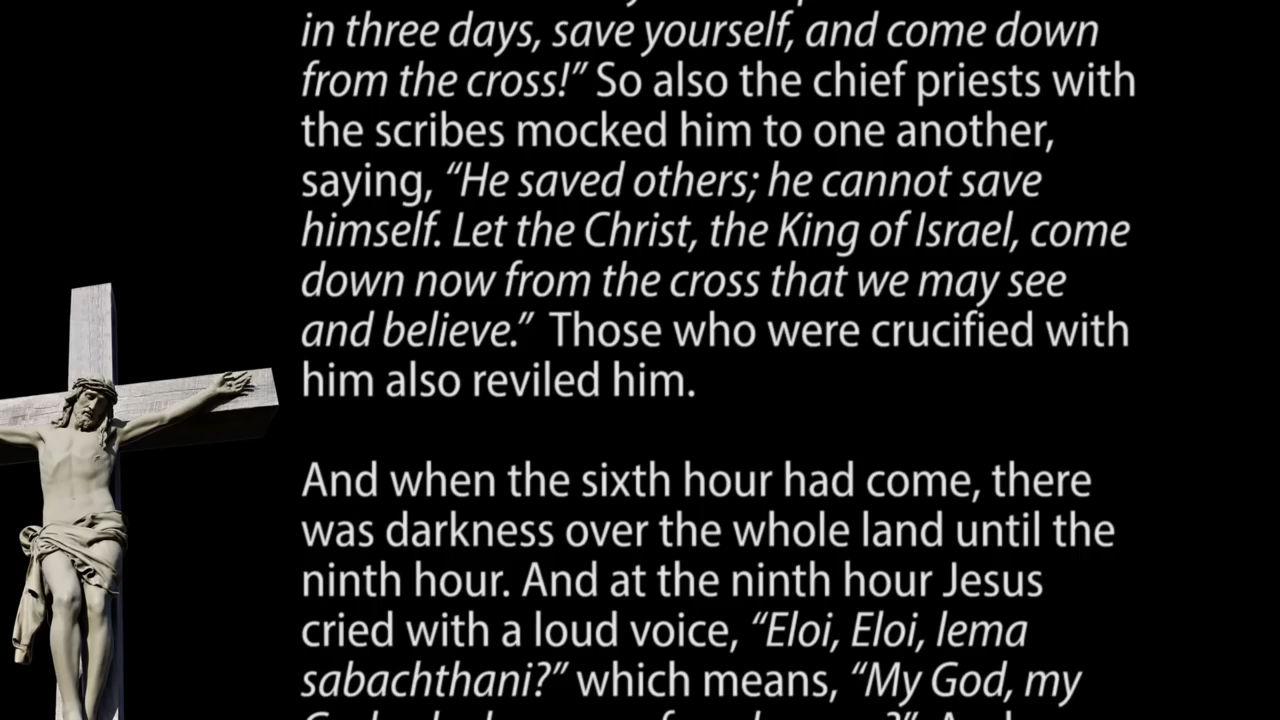 in three days, save yourself, and come down
from the cross!” So also the chief priests with
the scribes mocked him to one another,
saying, “He saved others; he cannot save
himself. Let the Christ, the King of Israel, come
down now from the cross that we may see
and believe.” Those who were crucified with
him also reviled him.
And when the sixth hour had come, there
was darkness over the whole land until the
ninth hour. And at the ninth hour Jesus
cried with a loud voice, “Eloi, Eloi, lema
sabachthani?” which means, “My God, my